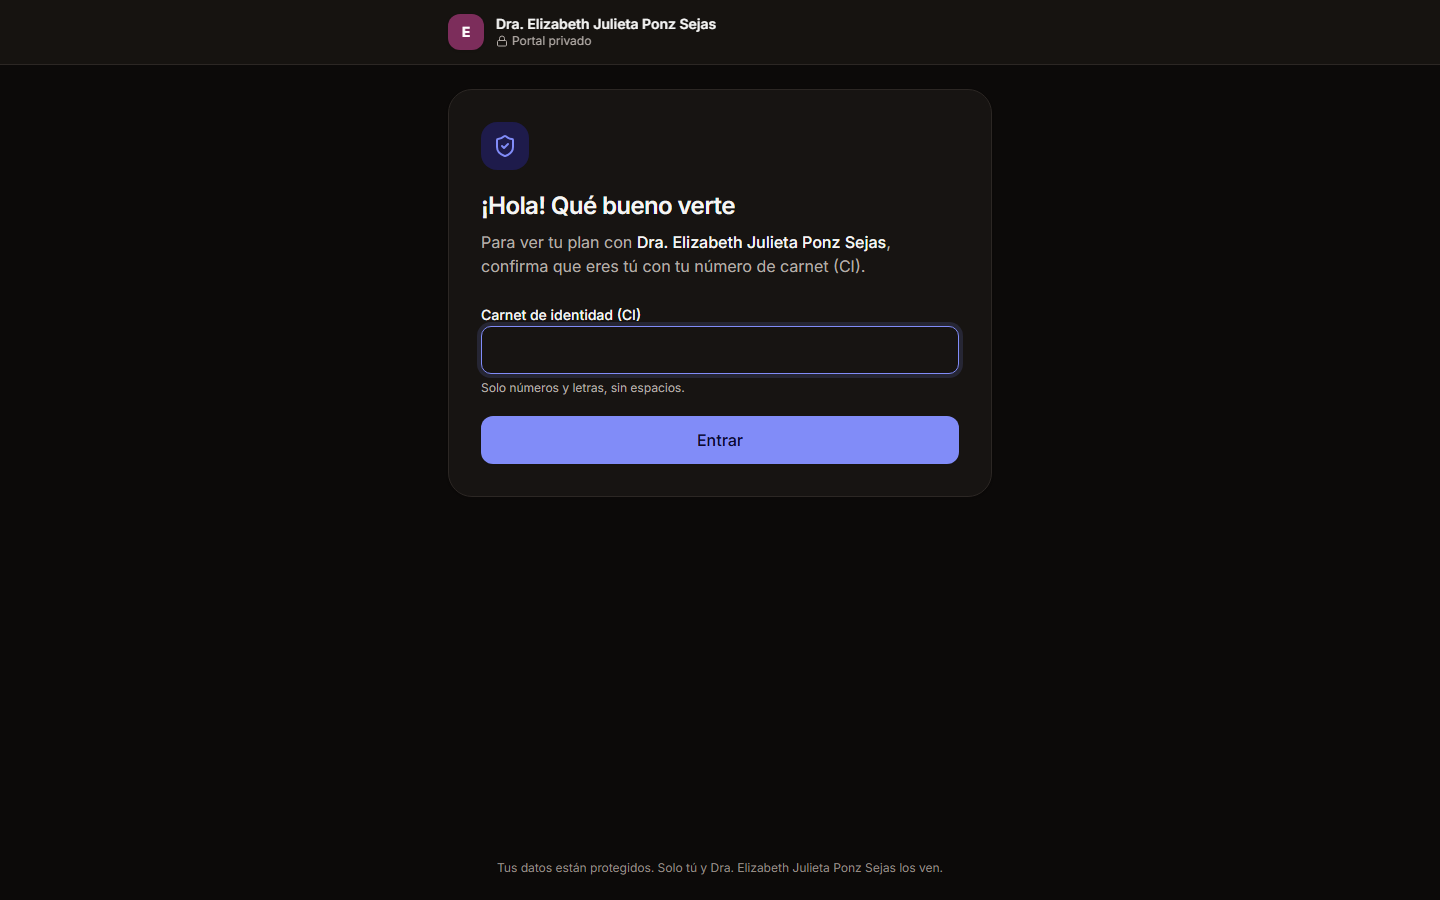 E
Dra. Elizabeth Julieta Ponz Sejas
Portal privado
¡Hola! Qué bueno verte
Para ver tu plan con Dra. Elizabeth Julieta Ponz Sejas,
confirma que eres tú con tu número de carnet (CI).
Carnet de identidad (CI)
Solo números y letras, sin espacios.
Entrar
Tus datos están protegidos. Solo tú y Dra. Elizabeth Julieta Ponz Sejas los ven.